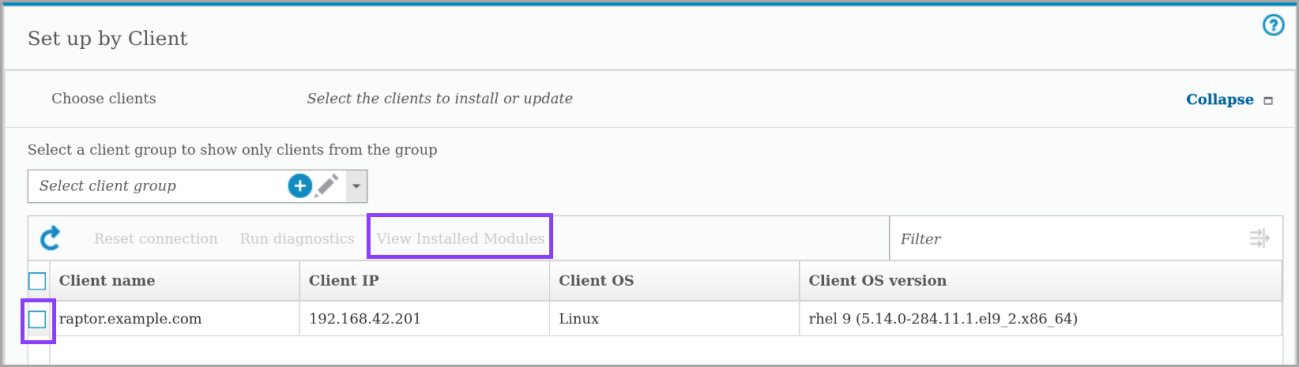 Set up by Client
?
Choose clients Select the clients to install or update Collapse
Select a client group to show only clients from the group
Select client group
Reset connection Run diagnostics View Installed Modules Filter
Client name Client IP Client OS Client OS version
raptor.example.com 192.168.42.201 Linux rhel 9 (5.14.0-284.11.1.el9_2.x86_64)